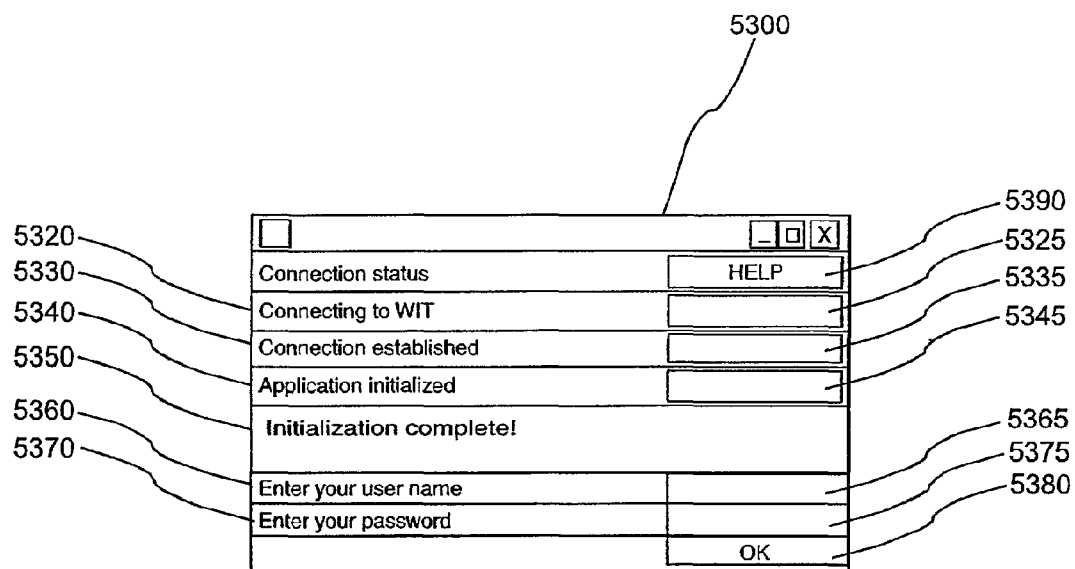 5300
5390
5320
5325
5330
5335
5340
5345
5350
5360
5365
5370
5375
5380
_ □ X
Connection status HELP
Connecting to WIT
Connection established
Application initialized
Initialization complete!
Enter your user name
Enter your password
OK